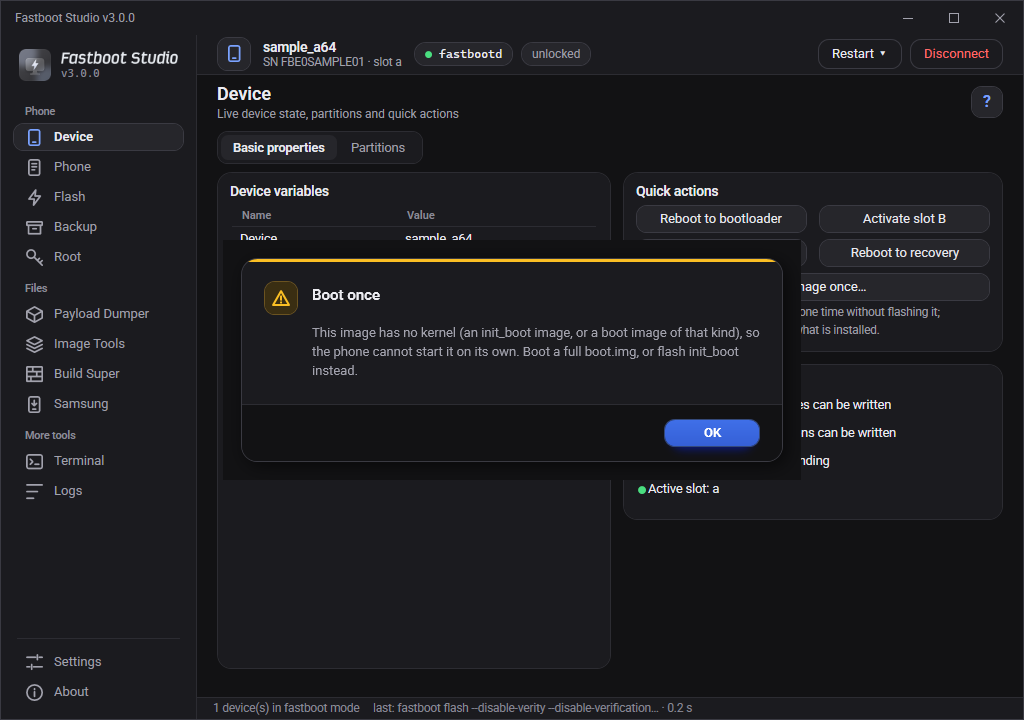 Fastboot Studio v3.0.0
Fastboot Studio
v3.0.0
Phone
Device
Phone
Flash
Backup
Root
Files
Payload Dumper
Image Tools
Build Super
Samsung
More tools
Terminal
Logs
Settings
About
sample_a64
SN FBE0SAMPLE01 · slot a
fastbootd
unlocked
Restart ▾
Disconnect
Device
Live device state, partitions and quick actions
?
Basic properties
Partitions
Device variables
Name Value
Device sample_a64
Quick actions
Reboot to bootloader
Activate slot B
Reboot to recovery
once...
one time without flashing it;
what is installed.
can be written
can be written
Active slot: a
Boot once
This image has no kernel (an init_boot image, or a boot image of that kind), so
the phone cannot start it on its own. Boot a full boot.img, or flash init_boot
instead.
OK
1 device(s) in fastboot mode last: fastboot flash --disable-verity --disable-verification... · 0.2 s